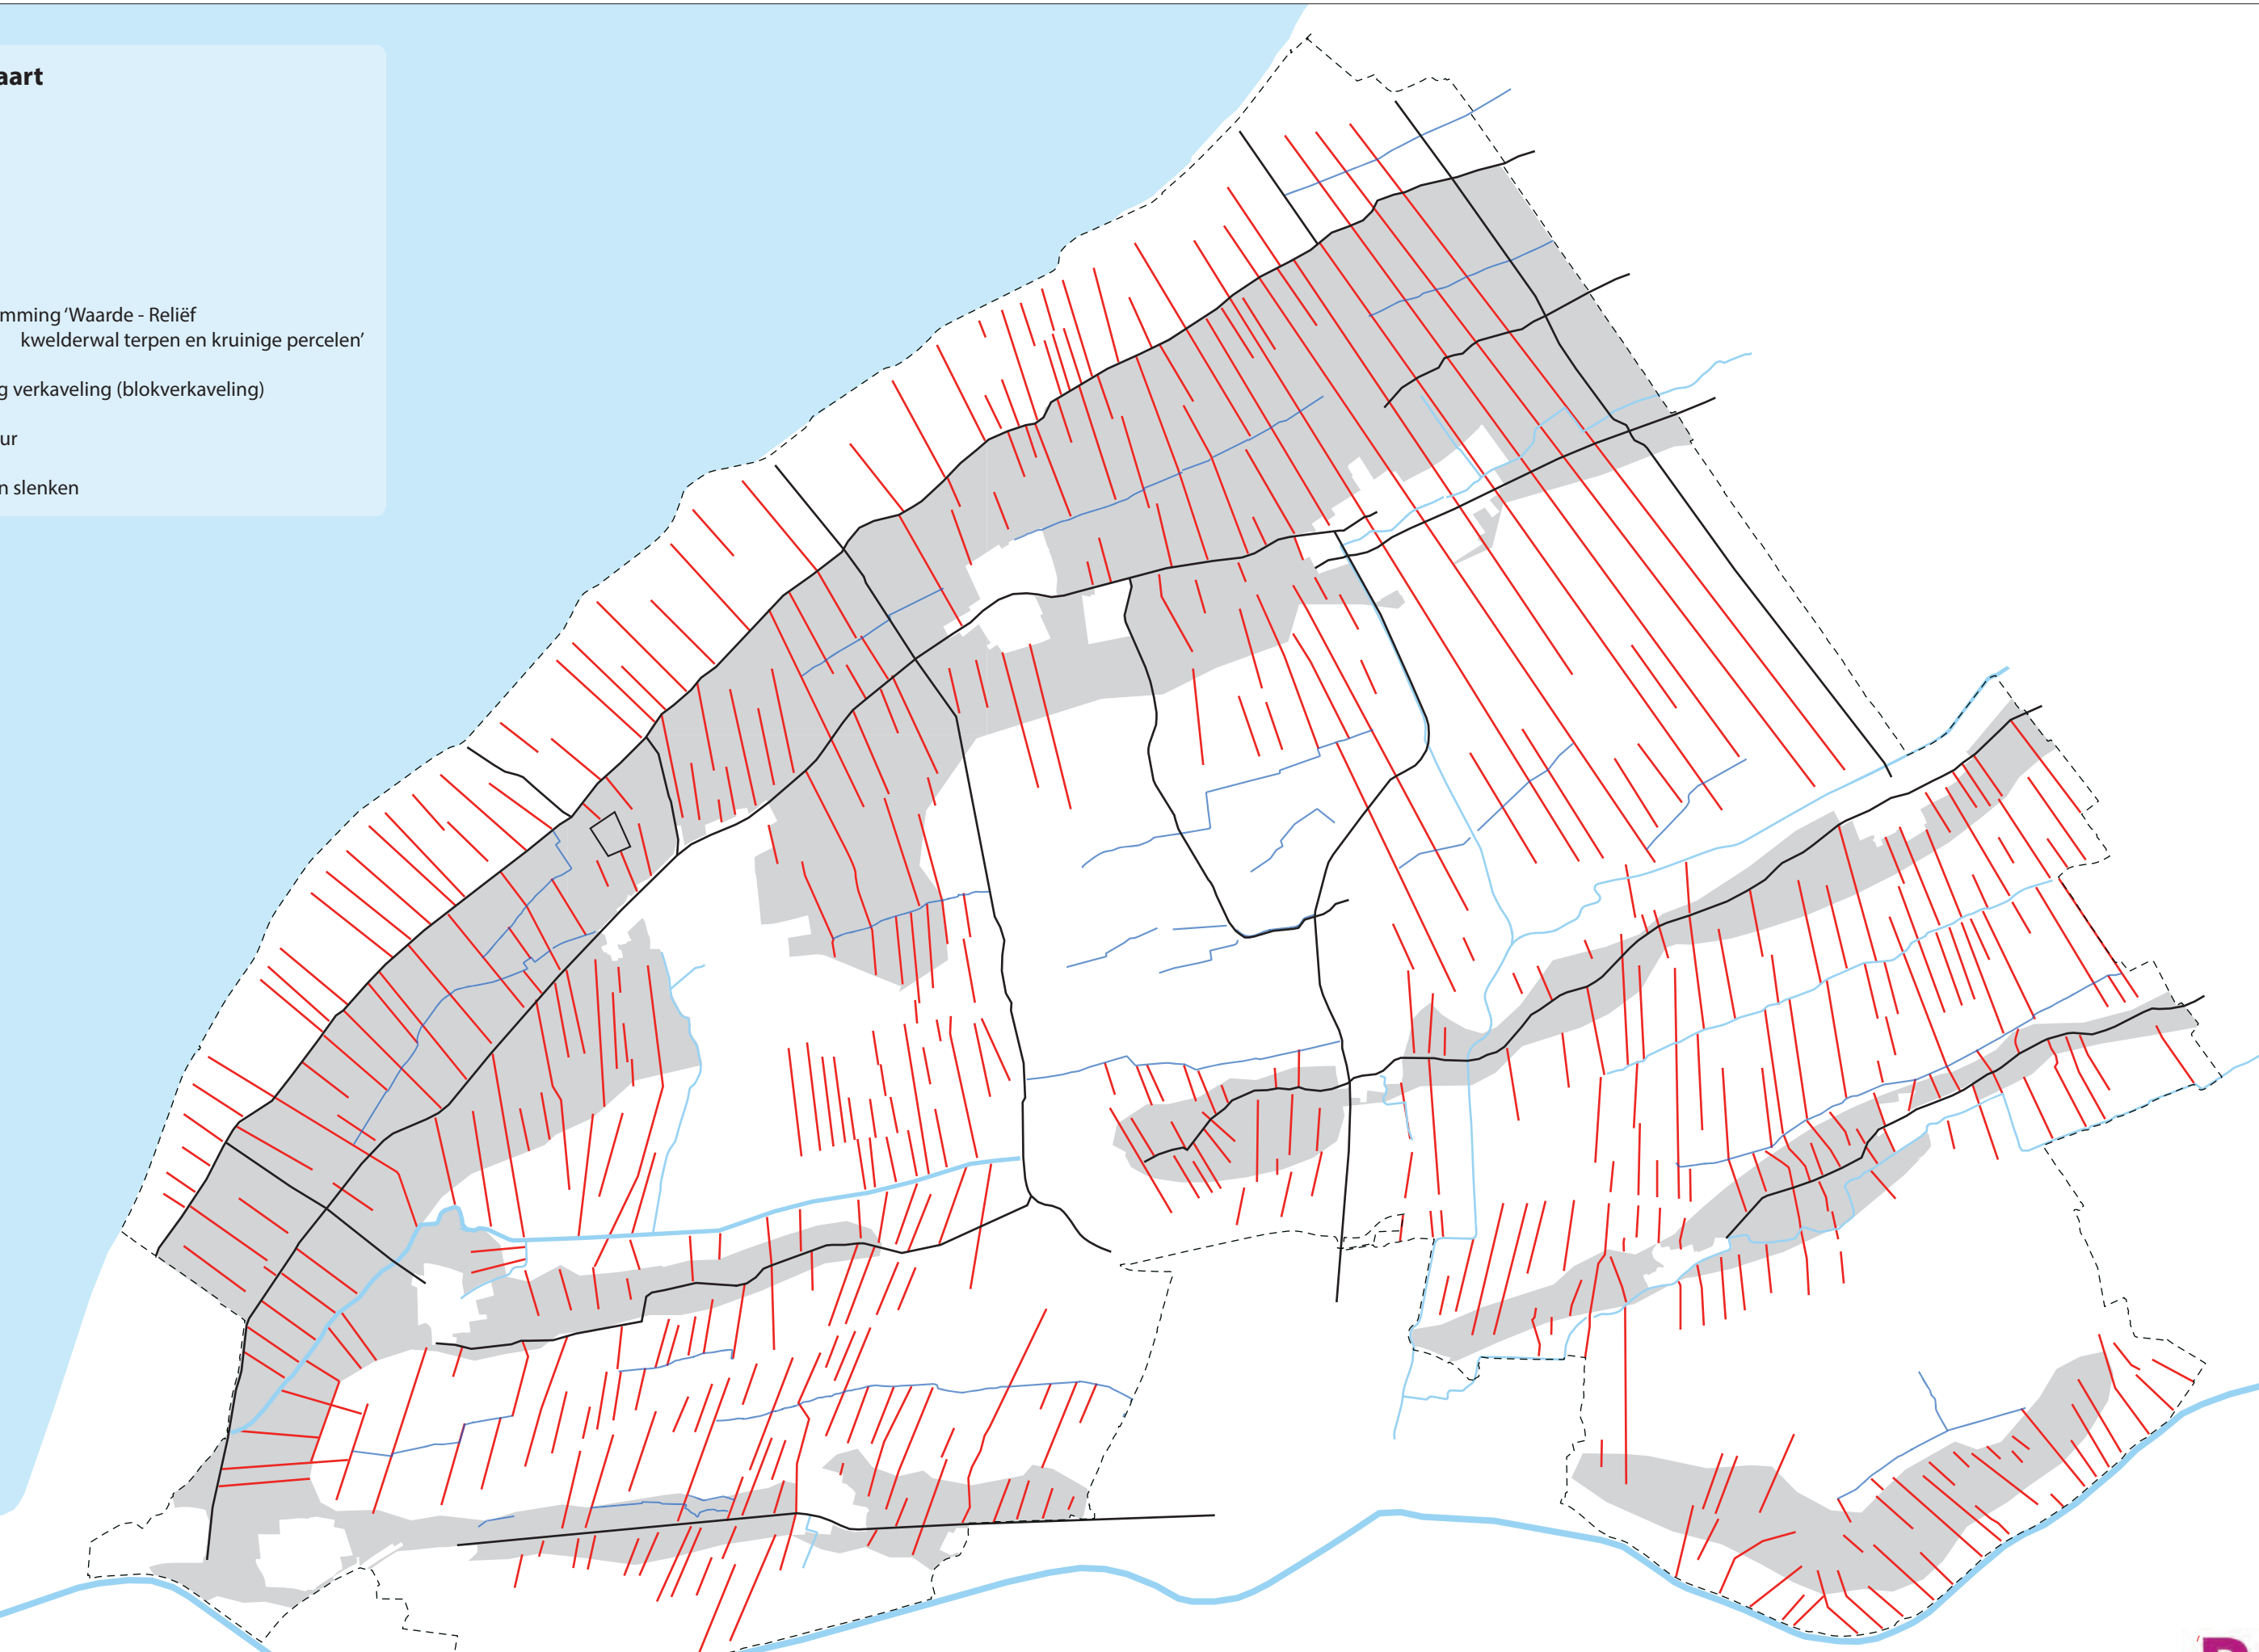 aart
mming ‘Waarde - Reliëf
kwelderwal terpen en kruinige percelen’
g verkaveling (blokverkaveling)
ur
n slenken